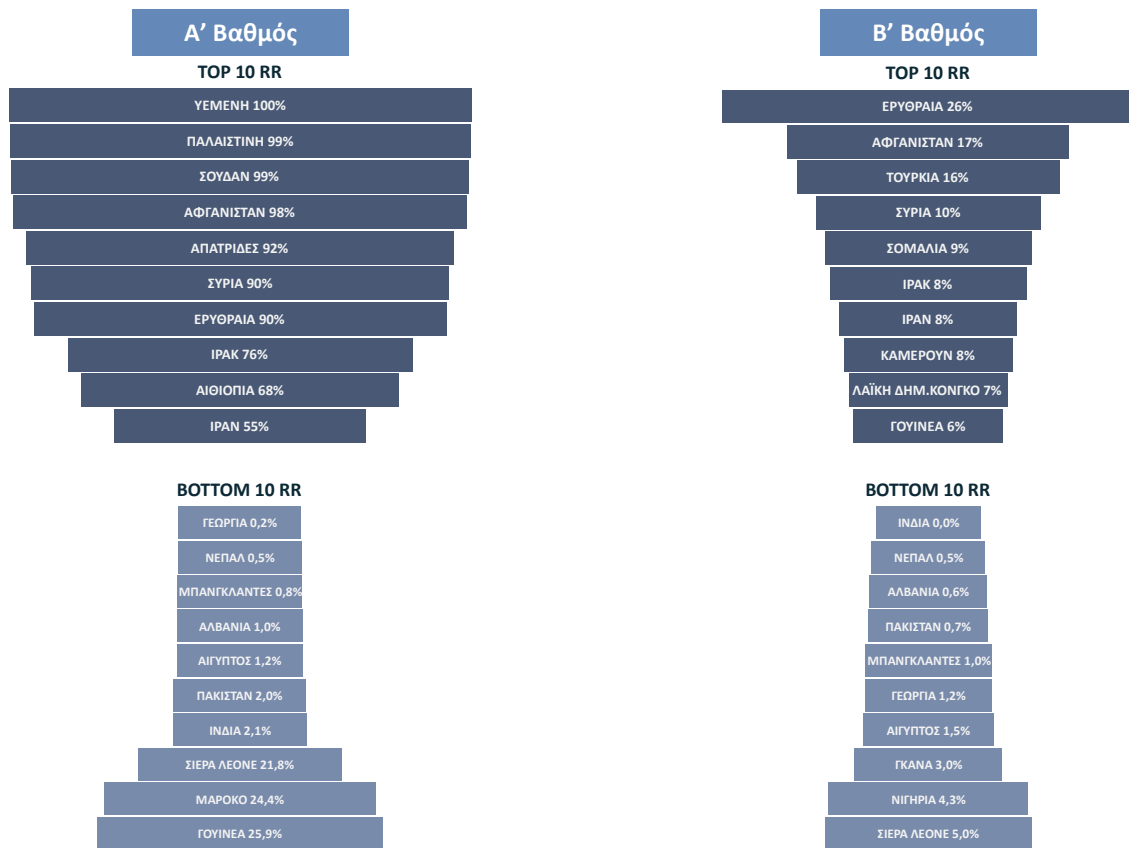 Α’ Βαθμός
TOP 10 RR
ΥΕΜΕΝΗ 100%
ΠΑΛΑΙΣΤΙΝΗ 99%
ΣΟΥΔΑΝ 99%
ΑΦΓΑΝΙΣΤΑΝ 98%
ΑΠΑΤΡΙΔΕΣ 92%
ΣΥΡΙΑ 90%
ΕΡΥΘΡΑΙΑ 90%
ΙΡΑΚ 76%
ΑΙΘΙΟΠΙΑ 68%
ΙΡΑΝ 55%
BOTTOM 10 RR
ΓΕΩΡΓΙΑ 0,2%
ΝΕΠΑΛ 0,5%
ΜΠΑΝΓΚΛΑΝΤΕΣ 0,8%
ΑΛΒΑΝΙΑ 1,0%
ΑΙΓΥΠΤΟΣ 1,2%
ΠΑΚΙΣΤΑΝ 2,0%
ΙΝΔΙΑ 2,1%
ΣΙΕΡΑ ΛΕΟΝΕ 21,8%
ΜΑΡΟΚΟ 24,4%
ΓΟΥΙΝΕΑ 25,9%
Β’ Βαθμός
TOP 10 RR
ΕΡΥΘΡΑΙΑ 26%
ΑΦΓΑΝΙΣΤΑΝ 17%
ΤΟΥΡΚΙΑ 16%
ΣΥΡΙΑ 10%
ΣΟΜΑΛΙΑ 9%
ΙΡΑΚ 8%
ΙΡΑΝ 8%
ΚΑΜΕΡΟΥΝ 8%
ΛΑΪΚΗ ΔΗΜ.ΚΟΝΓΚΟ 7%
ΓΟΥΙΝΕΑ 6%
BOTTOM 10 RR
ΙΝΔΙΑ 0,0%
ΝΕΠΑΛ 0,5%
ΑΛΒΑΝΙΑ 0,6%
ΠΑΚΙΣΤΑΝ 0,7%
ΜΠΑΝΓΚΛΑΝΤΕΣ 1,0%
ΓΕΩΡΓΙΑ 1,2%
ΑΙΓΥΠΤΟΣ 1,5%
ΓΚΑΝΑ 3,0%
ΝΙΓΗΡΙΑ 4,3%
ΣΙΕΡΑ ΛΕΟΝΕ 5,0%